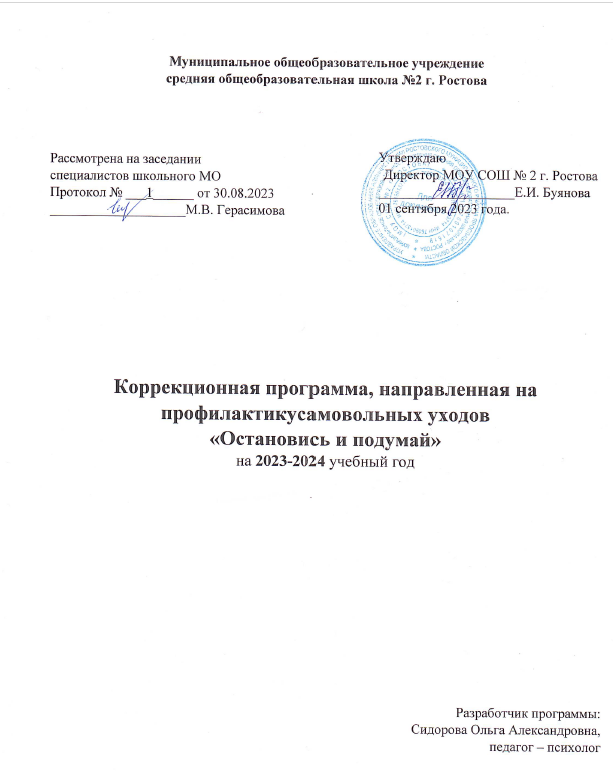 Муниципальное общеобразовательное учреждение
средняя общеобразовательная школа №2 г. Ростова
Рассмотрена на заседании
специалистов школьного МО
Протокол № 1 от 30.08.2023
М.В. Герасимова
Утверждаю
Директор МОУ СОШ № 2 г. Ростова
Е.И. Буянова
01 сентября 2023 года.
Коррекционная программа, направленная на
профилактикусамовольных уходов
«Остановись и подумай»
на 2023-2024 учебный год
Разработчик программы:
Сидорова Ольга Александровна,
педагог – психолог